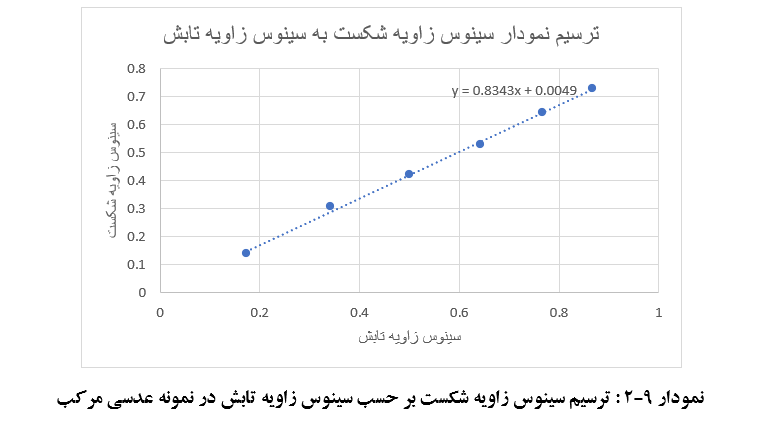 ترسیم نمودار سینوس زاویه شکست به سینوس زاویه تابش
0.8
y = 0.8343x + 0.0049
0.7
0.6
0.5
0.4
0.3
0.2
0.1
0
سینوس زاویه شکست
0 0.2 0.4 0.6 0.8 1
سینوس زاویه تابش
نمودار ۹-۲: ترسیم سینوس زاویه شکست بر حسب سینوس زاویه تابش در نمونه عدسی مرکب